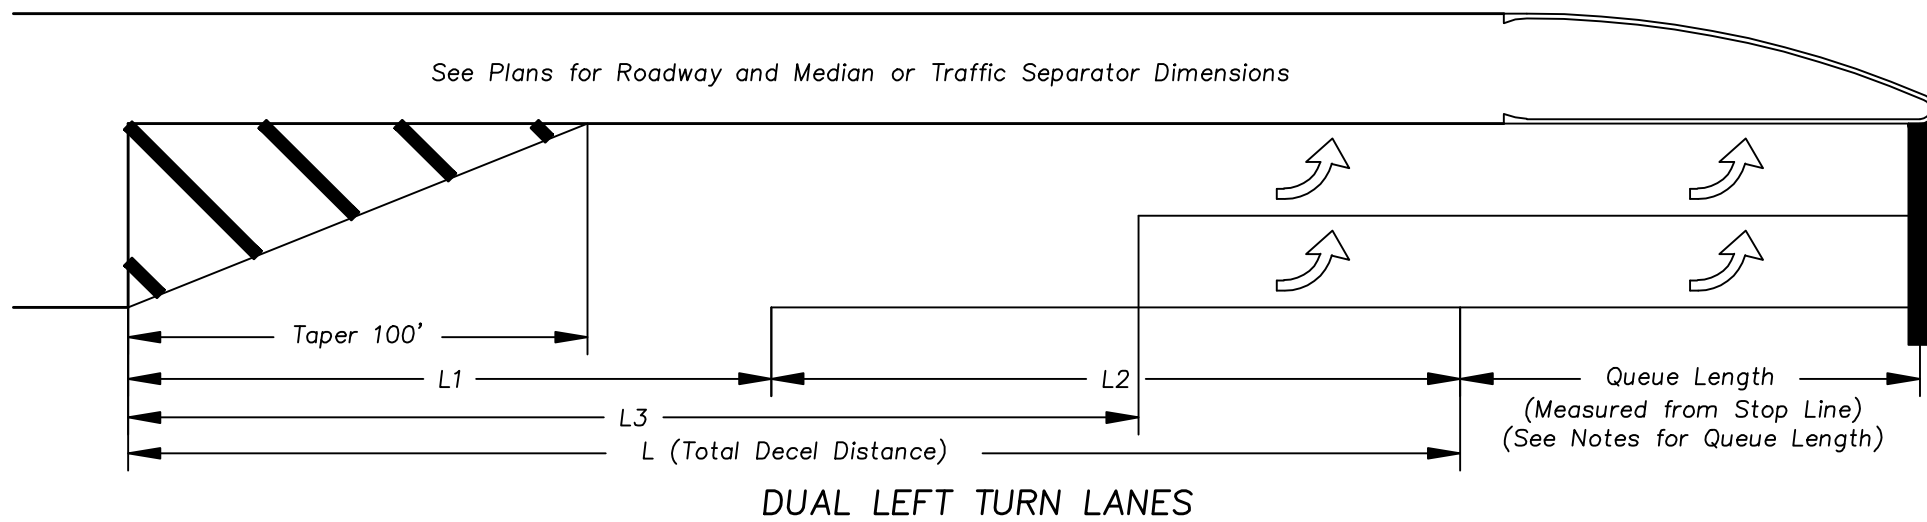 See Plans for Roadway and Median or Traffic Separator Dimensions
Taper 100'
L1
L2
Queue Length
(Measured from Stop Line)
(See Notes for Queue Length)
L3
L (Total Decel Distance)
DUAL LEFT TURN LANES